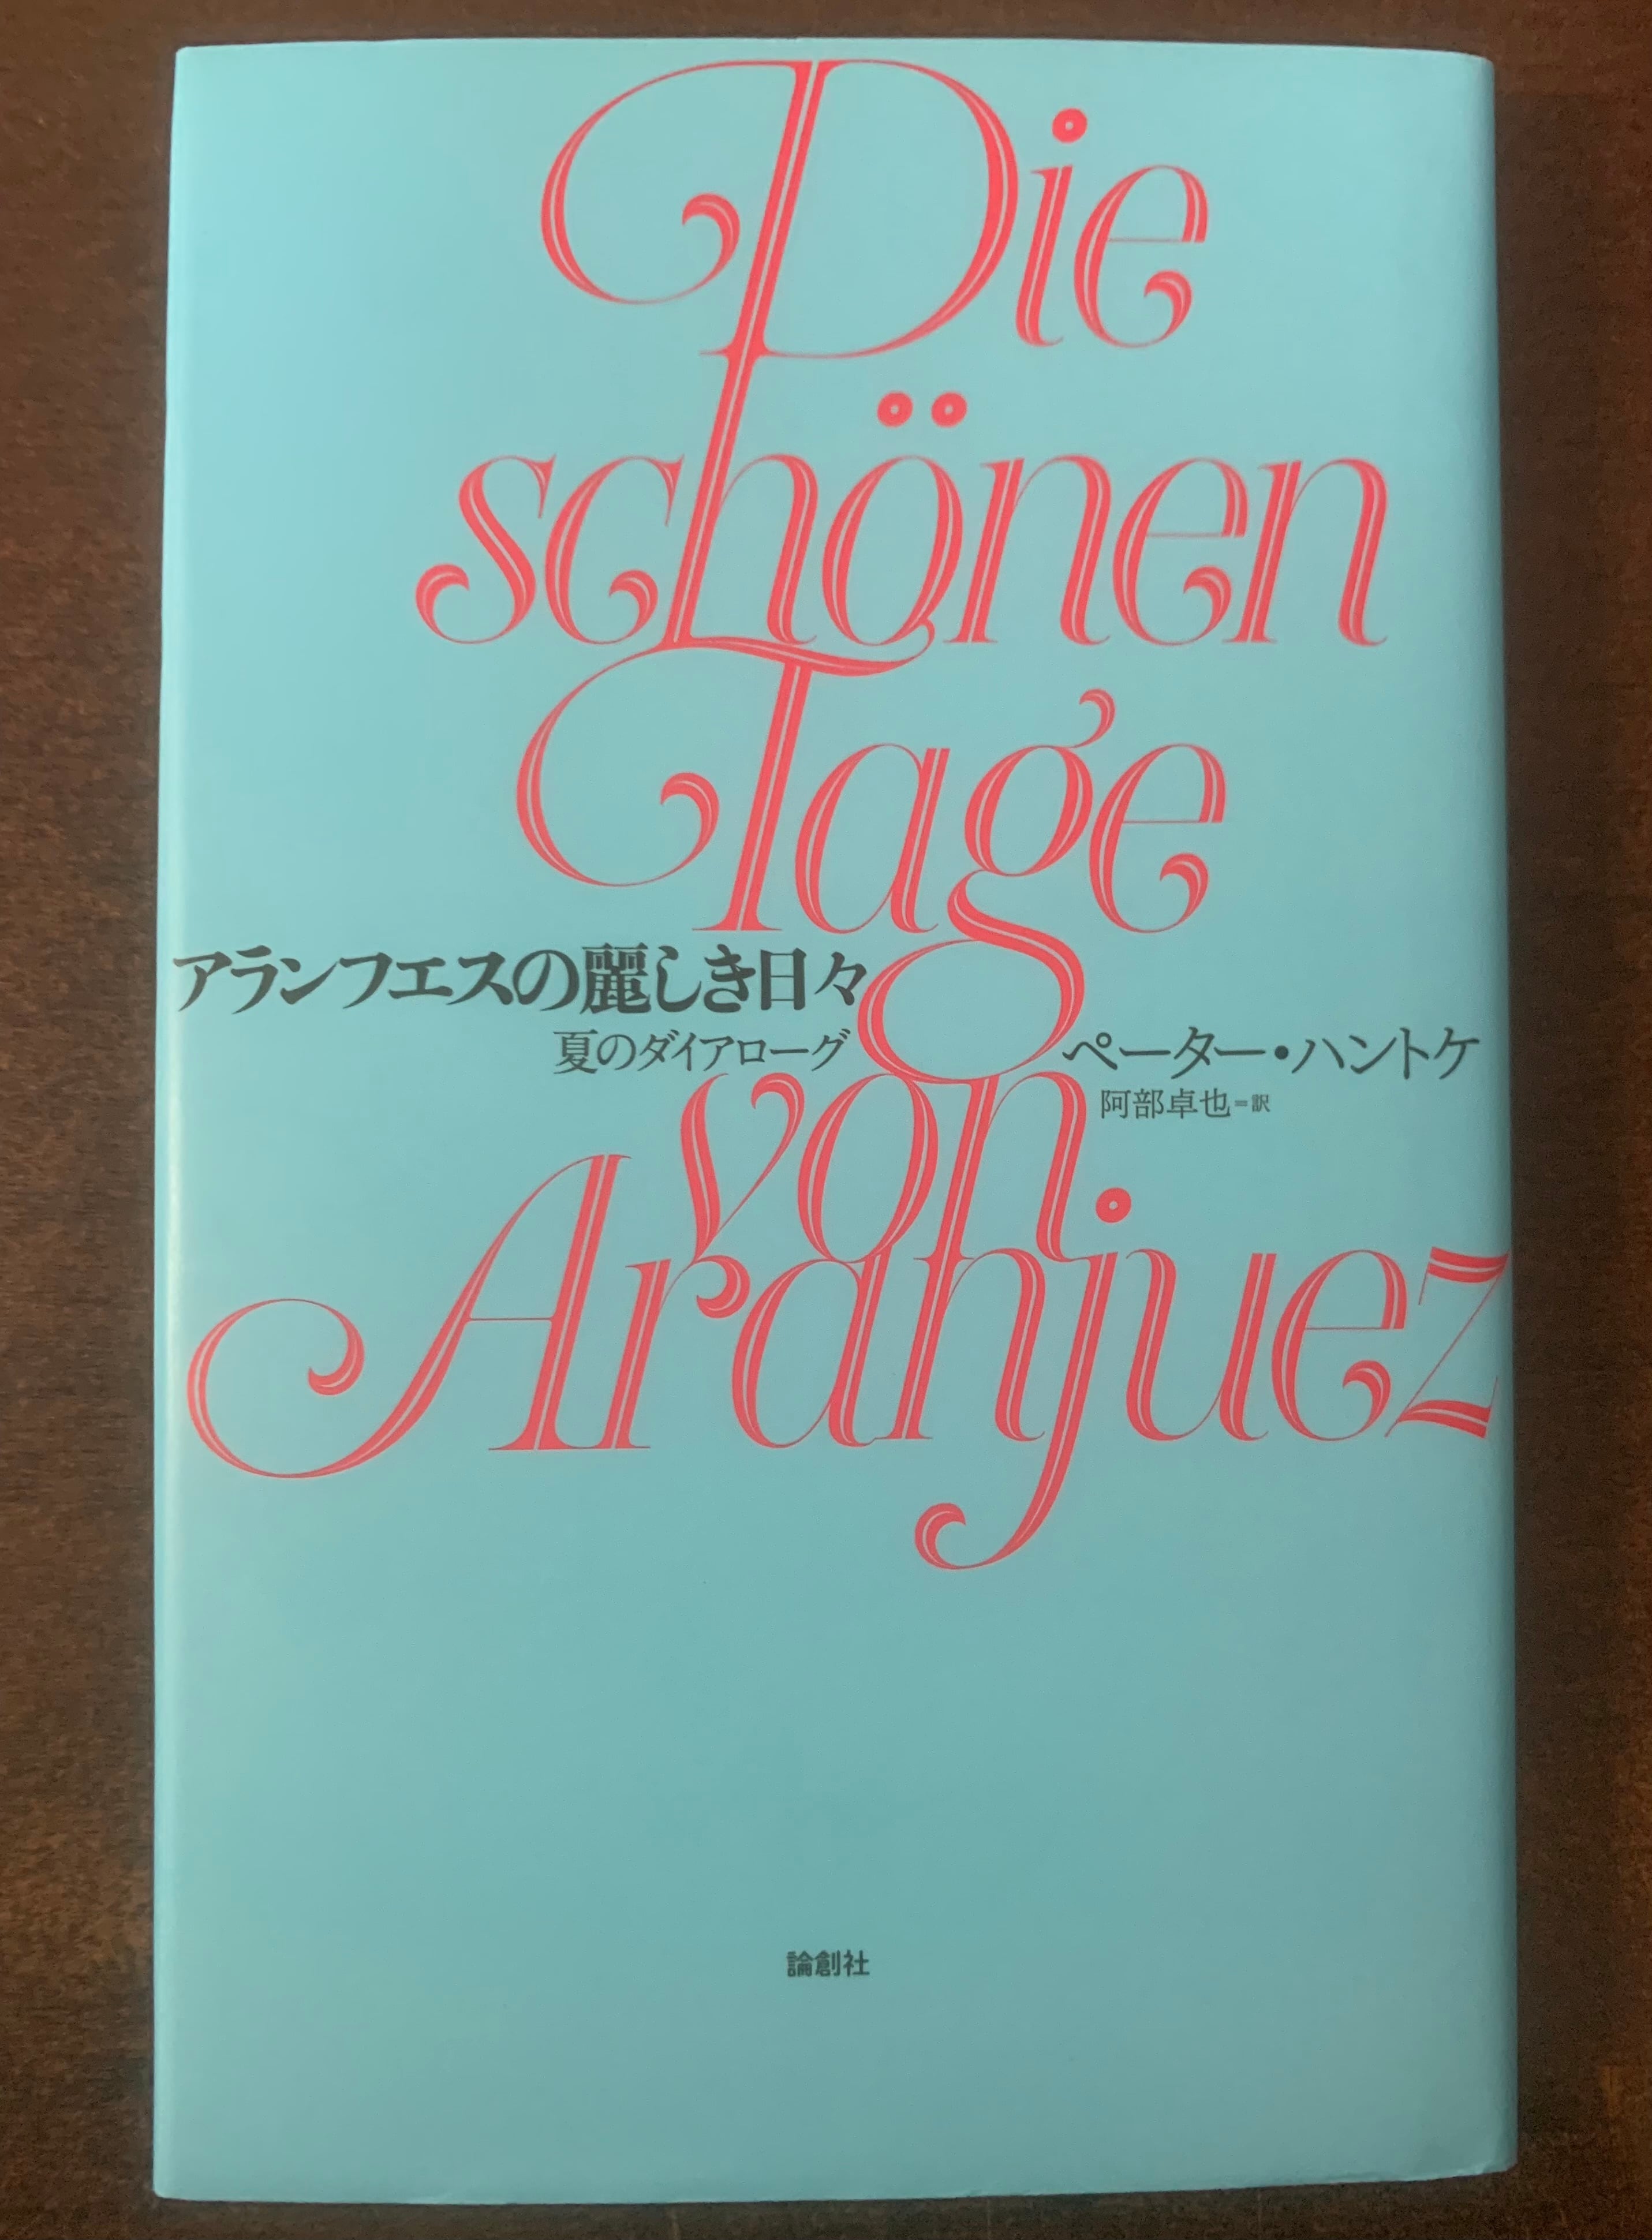 Die
schönen
Tage
アランフエスの麗しき日々
夏のダイアローグ
ペーター・ハントケ
阿部卓也=訳
von
Aranjuez
論創社